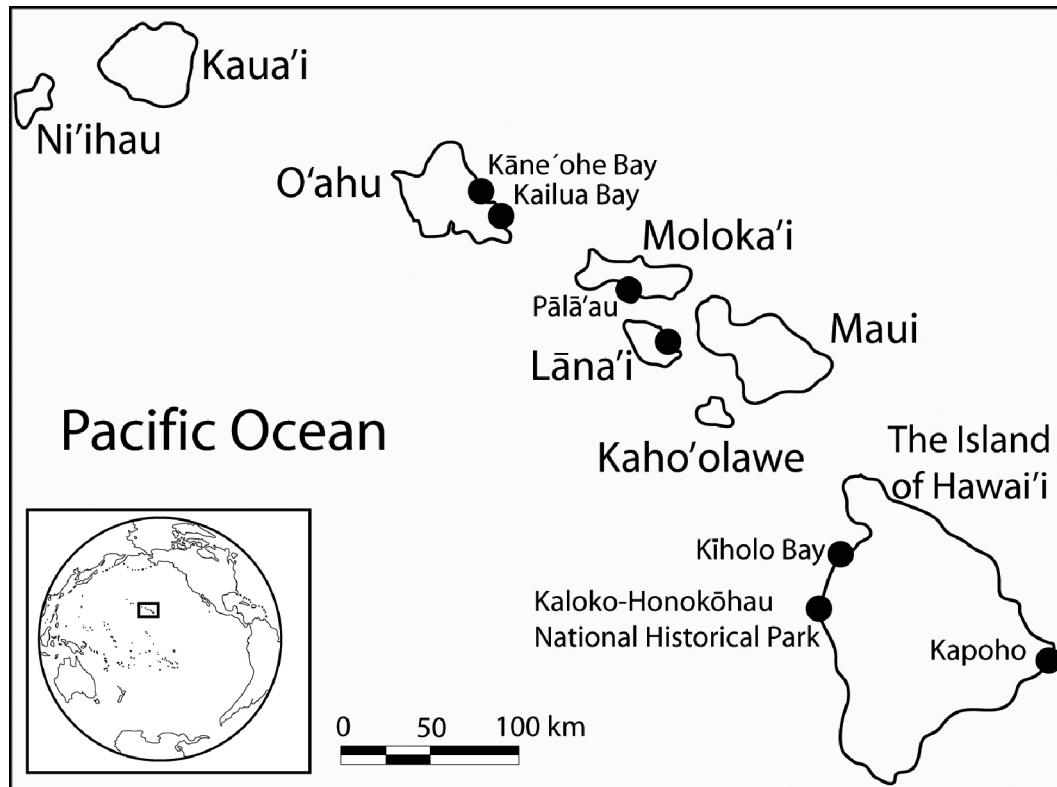 Kaua’i
Ni’ihau
O‘ahu
Kāne´ohe Bay
Kailua Bay
Moloka’i
Pālā‘au
Maui
Lāna’i
Pacific Ocean
Kaho’olawe
The Island
of Hawai’i
Kīholo Bay
Kaloko-Honokōhau
National Historical Park
Kapoho
0 50 100 km